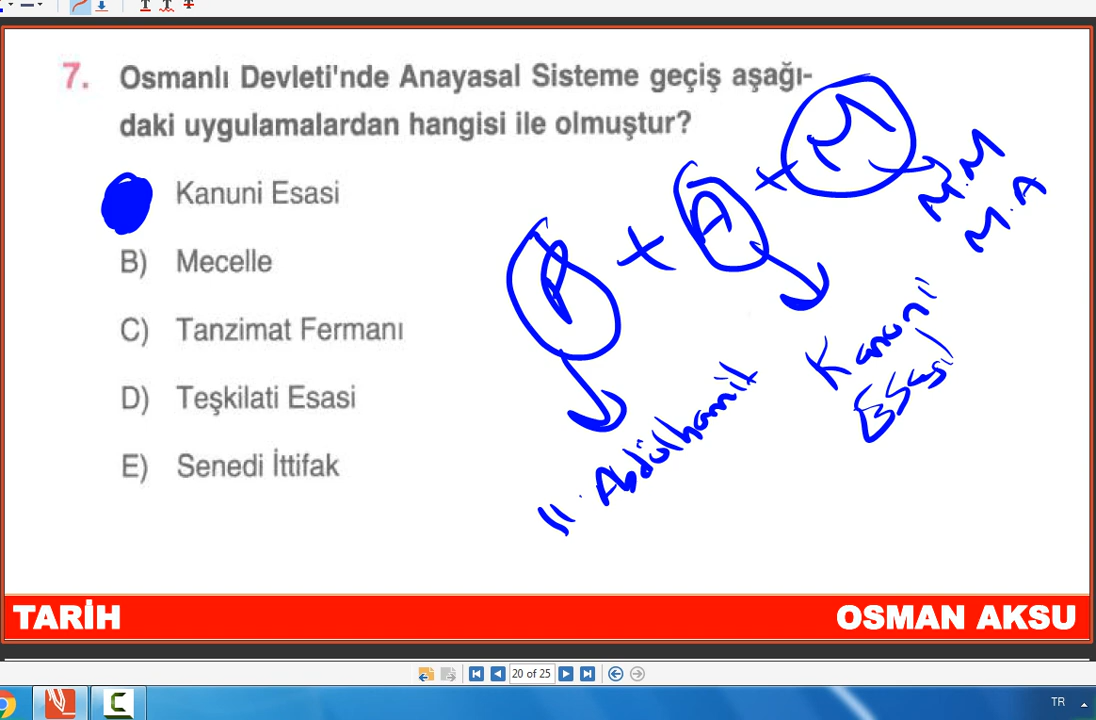 7. Osmanlı Devleti'nde Anayasal Sisteme geçiş aşağı-
daki uygulamalardan hangisi ile olmuştur?
Kanuni Esasi
B) Mecelle
C) Tanzimat Fermanı
D) Teşkilati Esasi
E) Senedi İttifak
P + A + M
M.M
M.A
Kanunii
Esasi
II. Abdülhamit
TARİH
OSMAN AKSU
20 of 25
TR